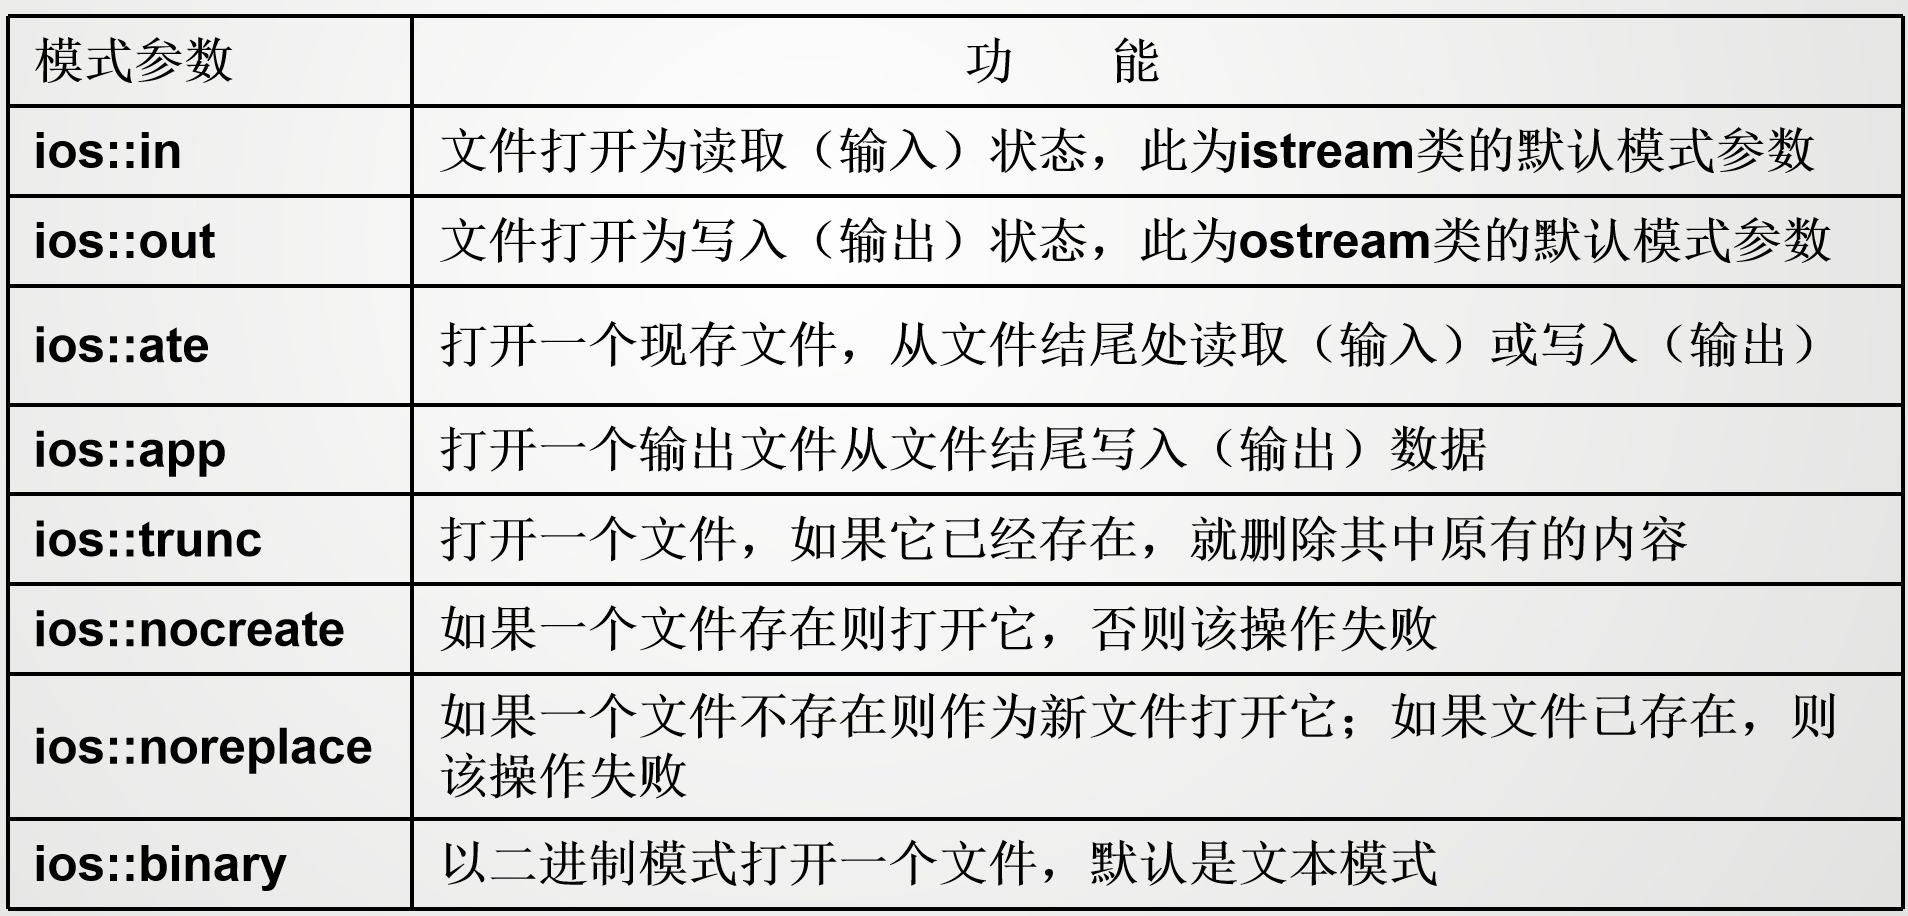 模式参数 功 能
ios::in 文件打开为读取（输入）状态，此为istream类的默认模式参数
ios::out 文件打开为写入（输出）状态，此为ostream类的默认模式参数
ios::ate 打开一个现存文件，从文件结尾处读取（输入）或写入（输出）
ios::app 打开一个输出文件从文件结尾写入（输出）数据
ios::trunc 打开一个文件，如果它已经存在，就删除其中原有的内容
ios::nocreate 如果一个文件存在则打开它，否则该操作失败
ios::noreplace 如果一个文件不存在则作为新文件打开它；如果文件已存在，则
该操作失败
ios::binary 以二进制模式打开一个文件，默认是文本模式